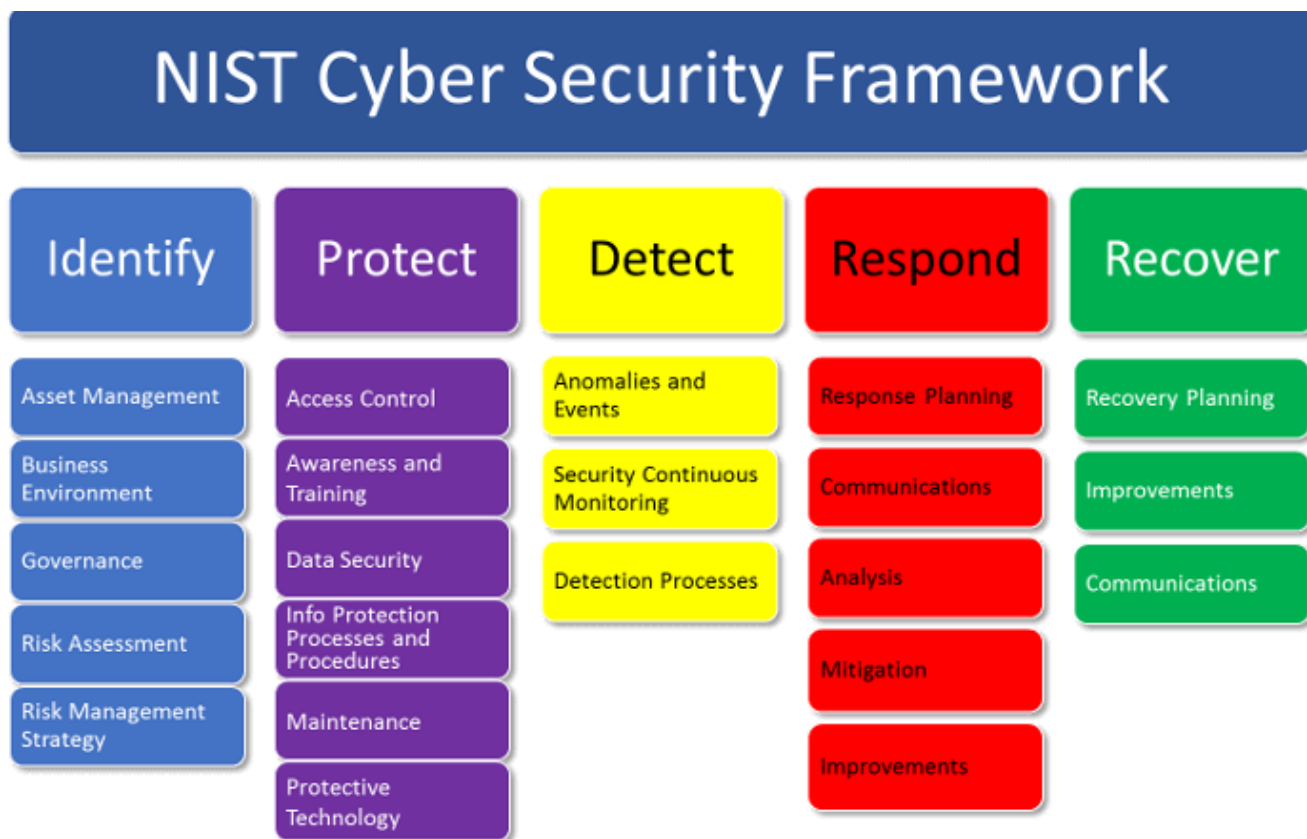 NIST Cyber Security Framework
Identify
Protect
Detect
Respond
Recover
Asset Management
Business
Environment
Governance
Risk Assessment
Risk Management
Strategy
Access Control
Awareness and
Training
Data Security
Info Protection
Processes and
Procedures
Maintenance
Protective
Technology
Anomalies and
Events
Security Continuous
Monitoring
Detection Processes
Response Planning
Communications
Analysis
Mitigation
Improvements
Recovery Planning
Improvements
Communications